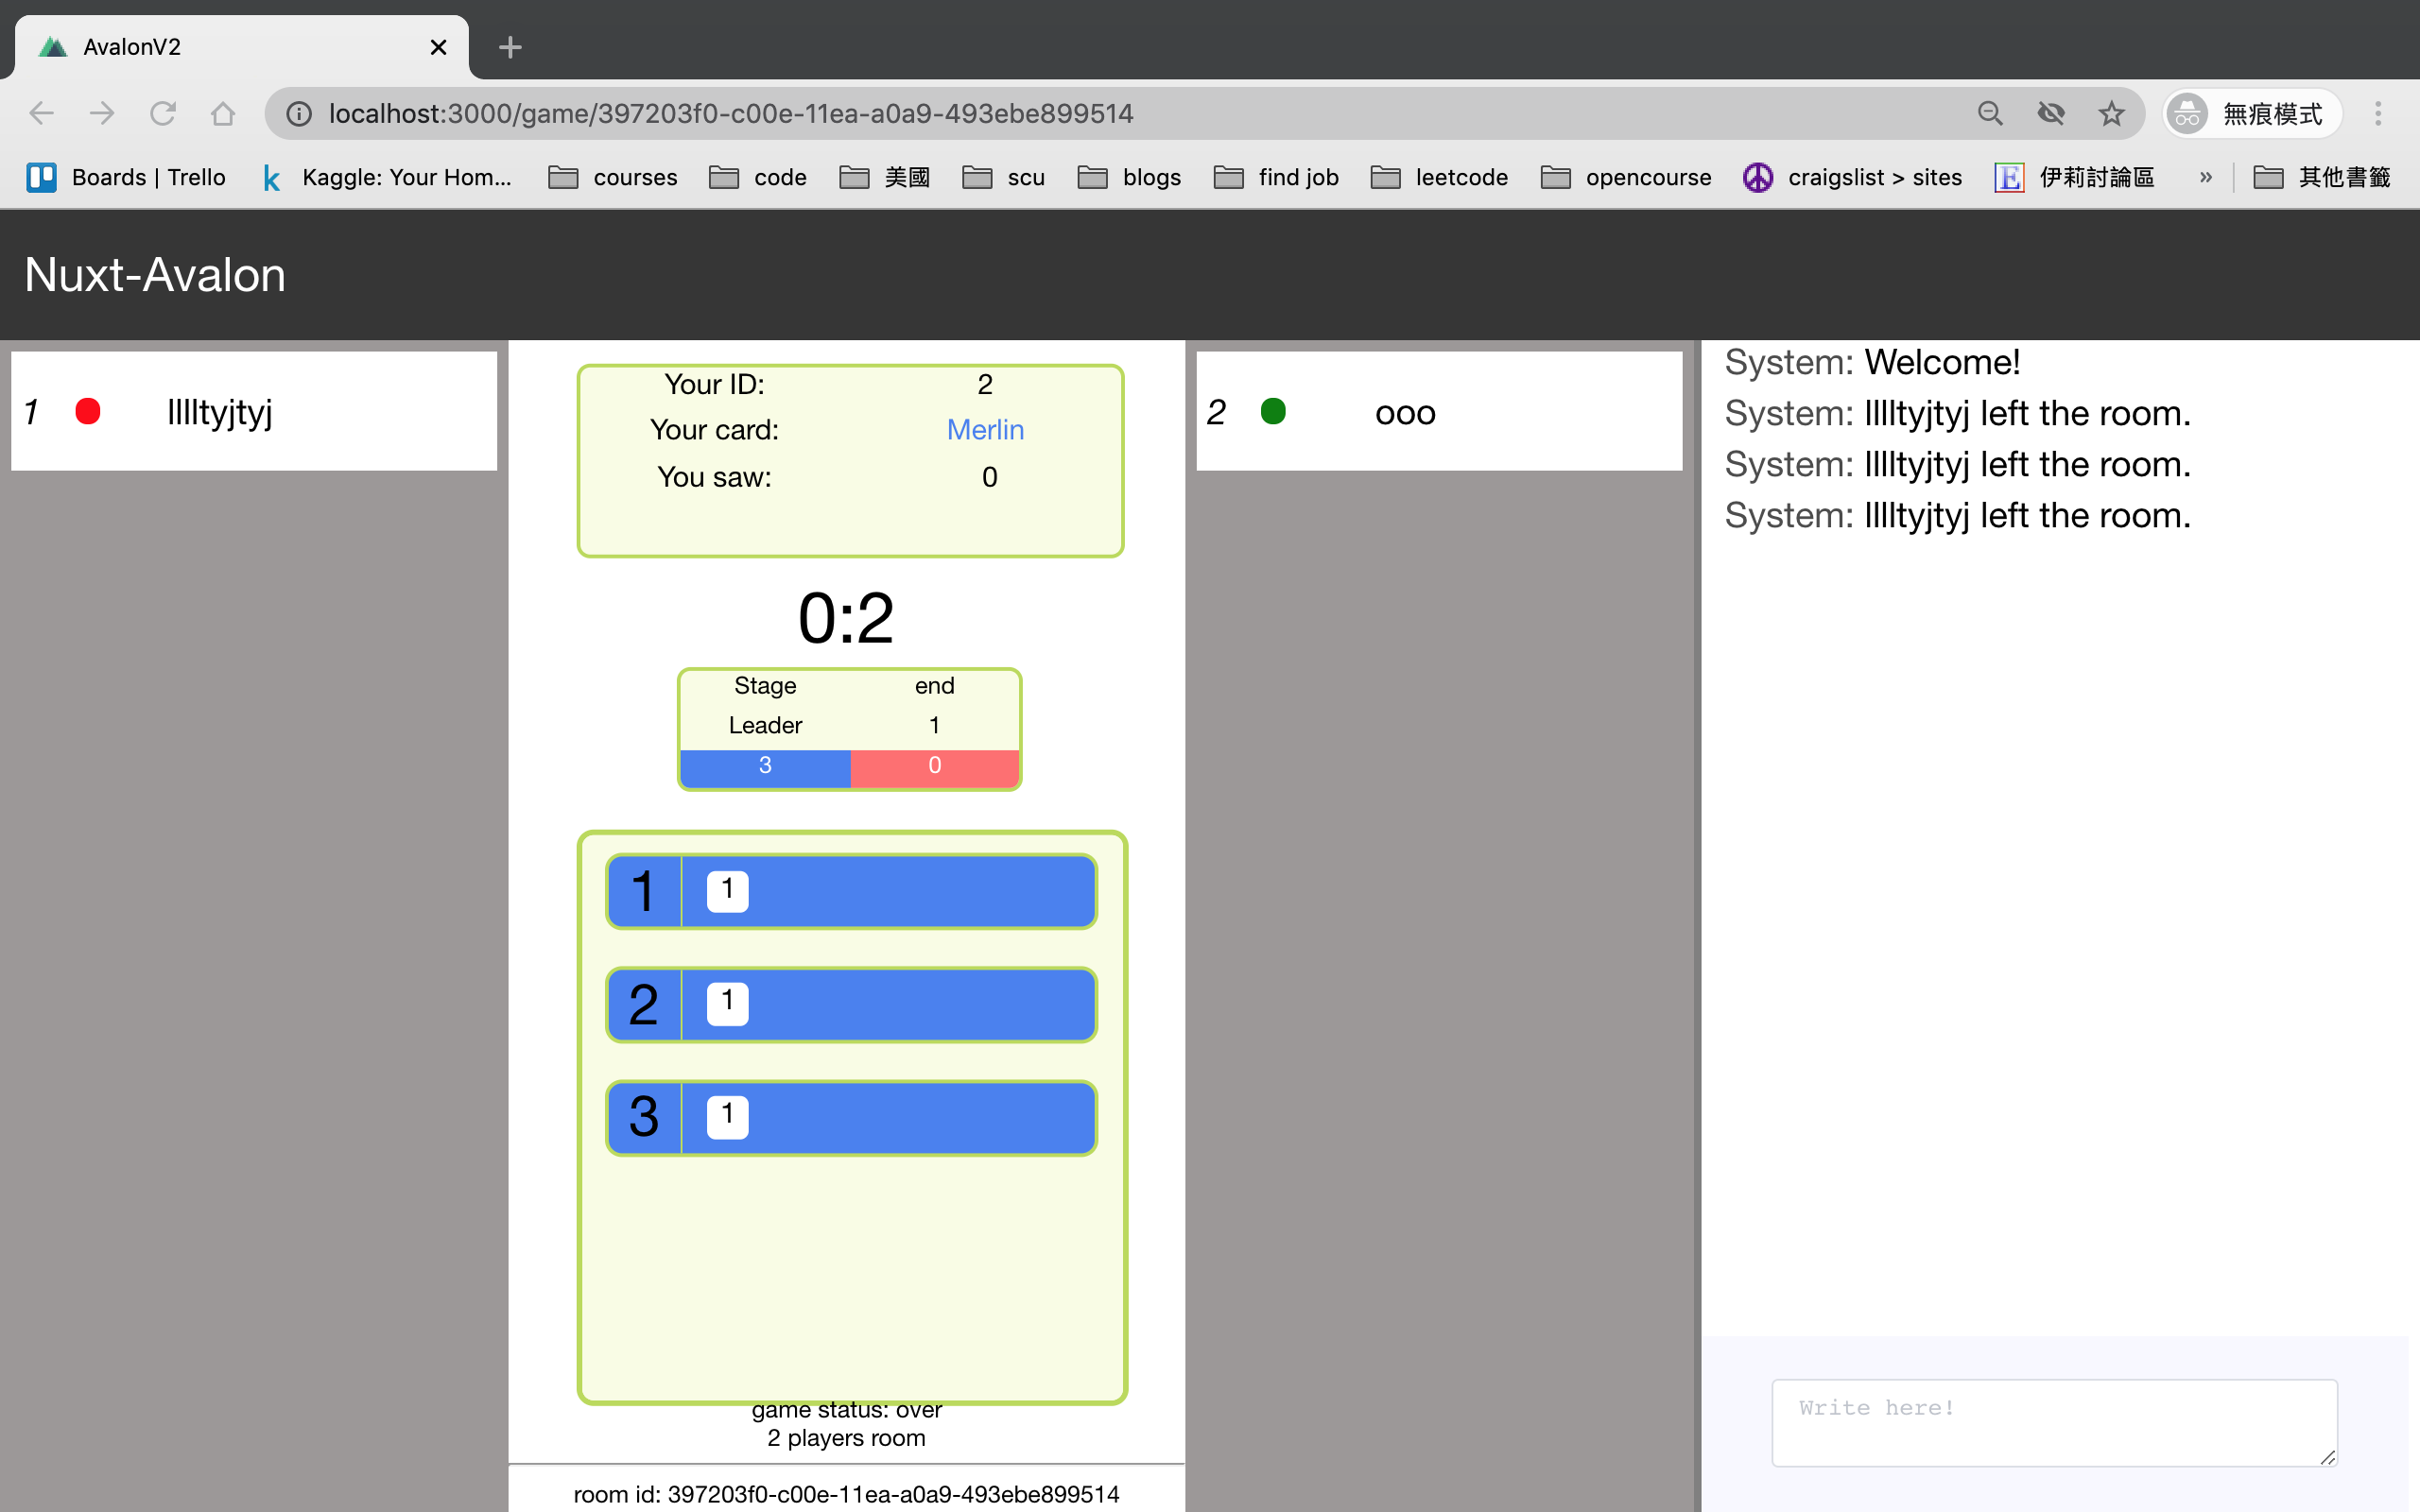 AvalonV2
localhost:3000/game/397203f0-c00e-11ea-a0a9-493ebe899514
無痕模式
Boards | Trello
Kaggle: Your Hom...
courses
code
美國
scu
blogs
find job
leetcode
opencourse
craigslist > sites
伊莉討論區
»
其他書籤
Nuxt-Avalon
1 lllltyjtyj
Your ID: 2
Your card: Merlin
You saw: 0
0:2
Stage end
Leader 1
3 0
1 1
2 1
3 1
game status: over
2 players room
room id: 397203f0-c00e-11ea-a0a9-493ebe899514
2 ooo
System: Welcome!
System: lllltyjtyj left the room.
System: lllltyjtyj left the room.
System: lllltyjtyj left the room.
Write here!